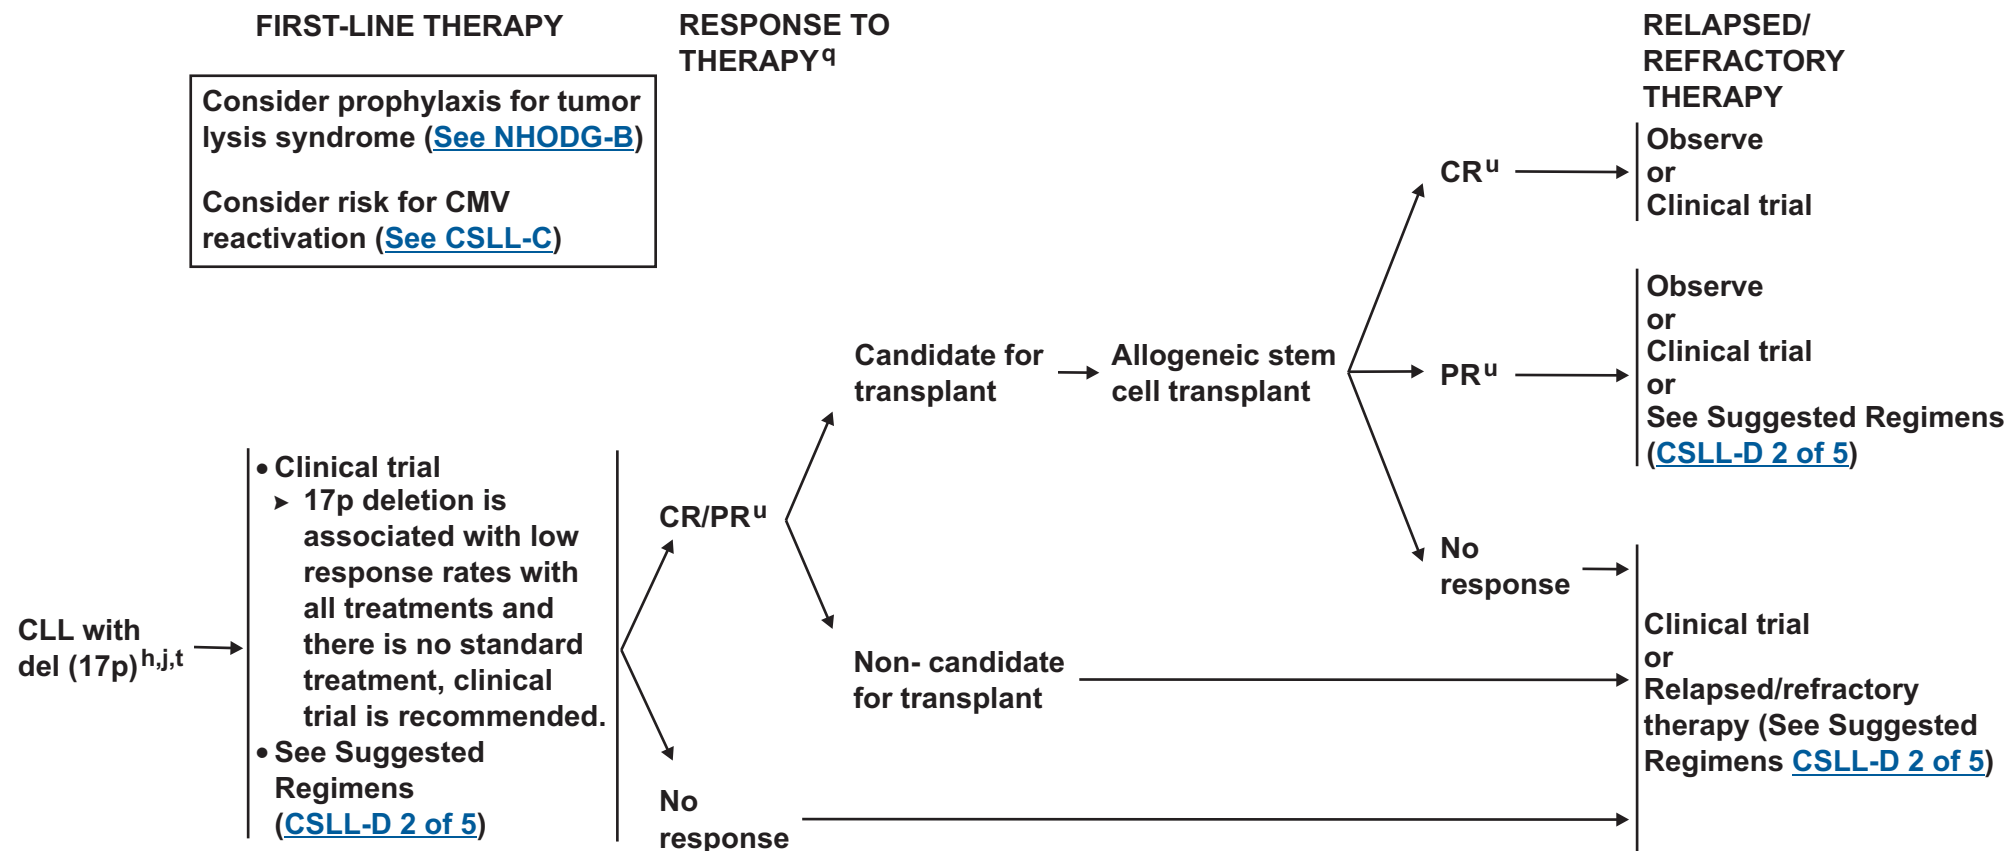 FIRST-LINE THERAPY
RESPONSE TO
THERAPY q
RELAPSED/
REFRACTORY
THERAPY
Consider prophylaxis for tumor
lysis syndrome (See NHODG-B)
Consider risk for CMV
reactivation (See CSLL-C)
CLL with
del (17p) h,j,t
• Clinical trial
➤ 17p deletion is
associated with low
response rates with
all treatments and
there is no standard
treatment, clinical
trial is recommended.
• See Suggested
Regimens
(CSLL-D 2 of 5)
CR/PR u
No
response
Candidate for
transplant
Non- candidate
for transplant
Allogeneic stem
cell transplant
CR u
PR u
No
response
Observe
or
Clinical trial
Observe
or
Clinical trial
or
See Suggested Regimens
(CSLL-D 2 of 5)
Clinical trial
or
Relapsed/refractory
therapy (See Suggested
Regimens CSLL-D 2 of 5)